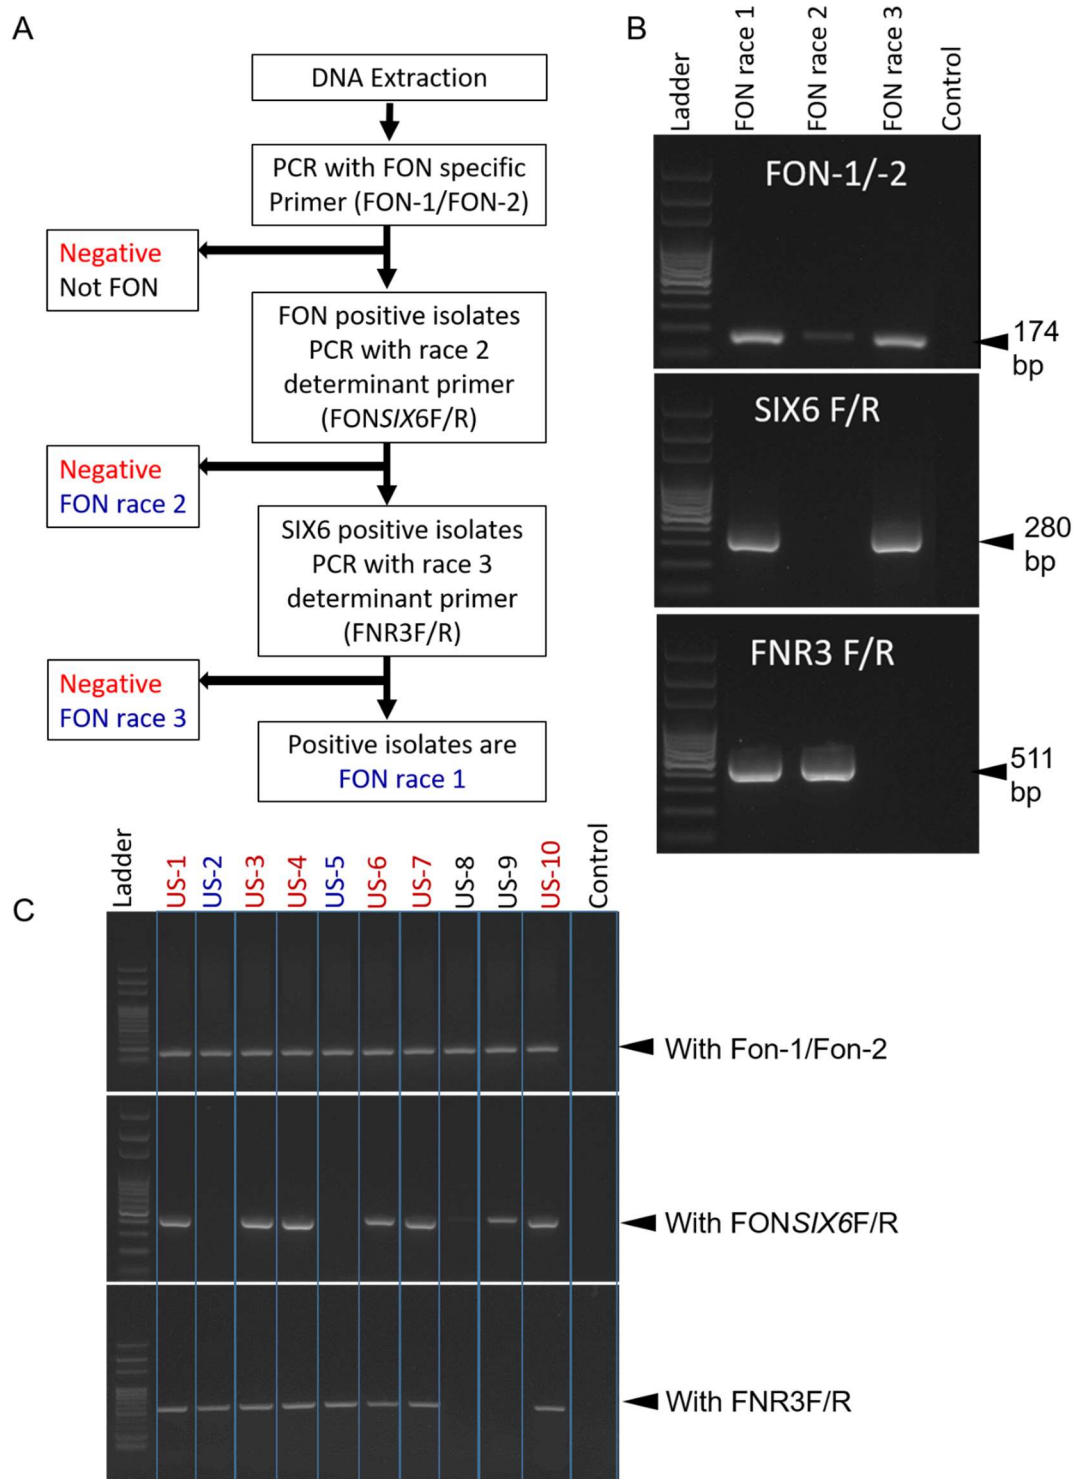 A
DNA Extraction
PCR with FON specific
Primer (FON-1/FON-2)
Negative
Not FON
FON positive isolates
PCR with race 2
determinant primer
(FONSIX6F/R)
Negative
FON race 2
SIX6 positive isolates
PCR with race 3
determinant primer
(FNR3F/R)
Negative
FON race 3
Positive isolates are
FON race 1
B
Ladder
FON race 1
FON race 2
FON race 3
Control
FON-1/-2
174
bp
SIX6 F/R
280
bp
FNR3 F/R
511
bp
C
Ladder
US-1
US-2
US-3
US-4
US-5
US-6
US-7
US-8
US-9
US-10
Control
With Fon-1/Fon-2
With FONSIX6F/R
With FNR3F/R